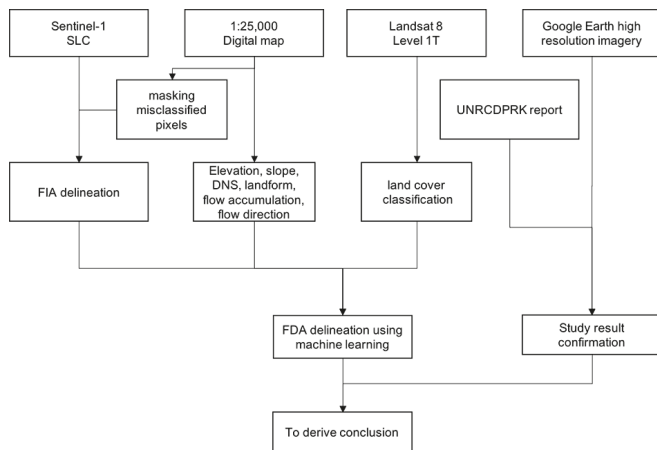 Sentinel-1
SLC
1:25,000
Digital map
Landsat 8
Level 1T
Google Earth high
resolution imagery
masking
misclassified
pixels
UNRCDPRK report
FIA delineation
Elevation, slope,
DNS, landform,
flow accumulation,
flow direction
land cover
classification
FDA delineation using
machine learning
Study result
confirmation
To derive conclusion